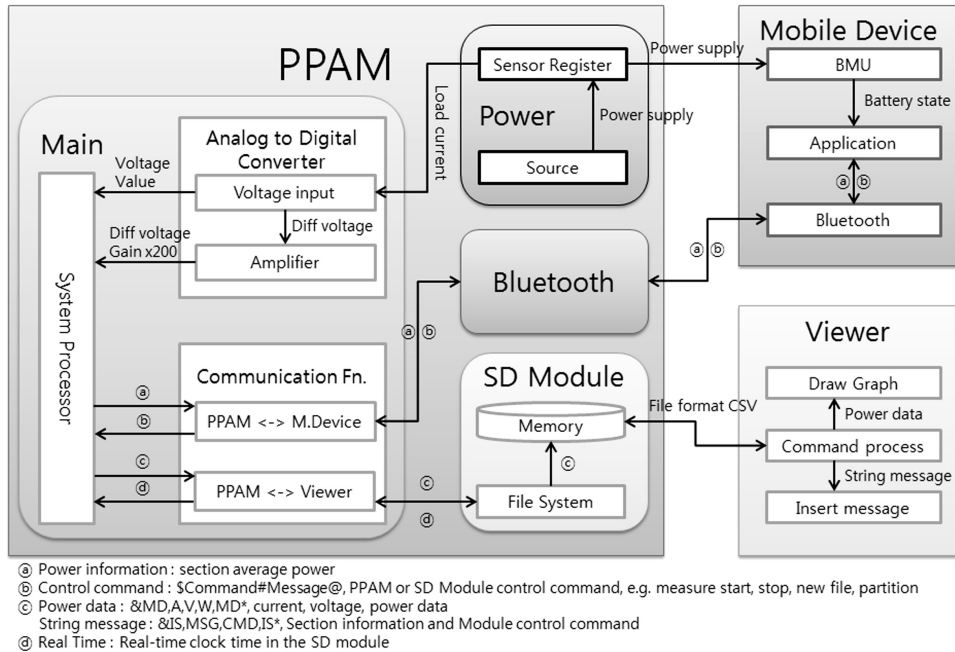 PPAM
Main
System Processor
Analog to Digital
Converter
Voltage input
Diff voltage
Amplifier
Voltage
Value
Diff voltage
Gain x200
Communication Fn.
PPAM <-> M.Device
PPAM <-> Viewer
ⓐ
ⓑ
ⓒ
ⓓ
Load current
Sensor Register
Power
Power supply
Source
Power supply
Bluetooth
ⓐ ⓑ
ⓐ ⓑ
SD Module
Memory
ⓒ
File System
ⓒ
ⓓ
File format CSV
Mobile Device
BMU
Battery state
Application
ⓐ ⓑ
Bluetooth
Viewer
Draw Graph
Power data
Command process
String message
Insert message
ⓐ Power information : section average power
ⓑ Control command : $Command#Message@, PPAM or SD Module control command, e.g. measure start, stop, new file, partition
ⓒ Power data : &MD,A,V,W,MD*, current, voltage, power data
String message : &IS,MSG,CMD,IS*, Section information and Module control command
ⓓ Real Time : Real-time clock time in the SD module